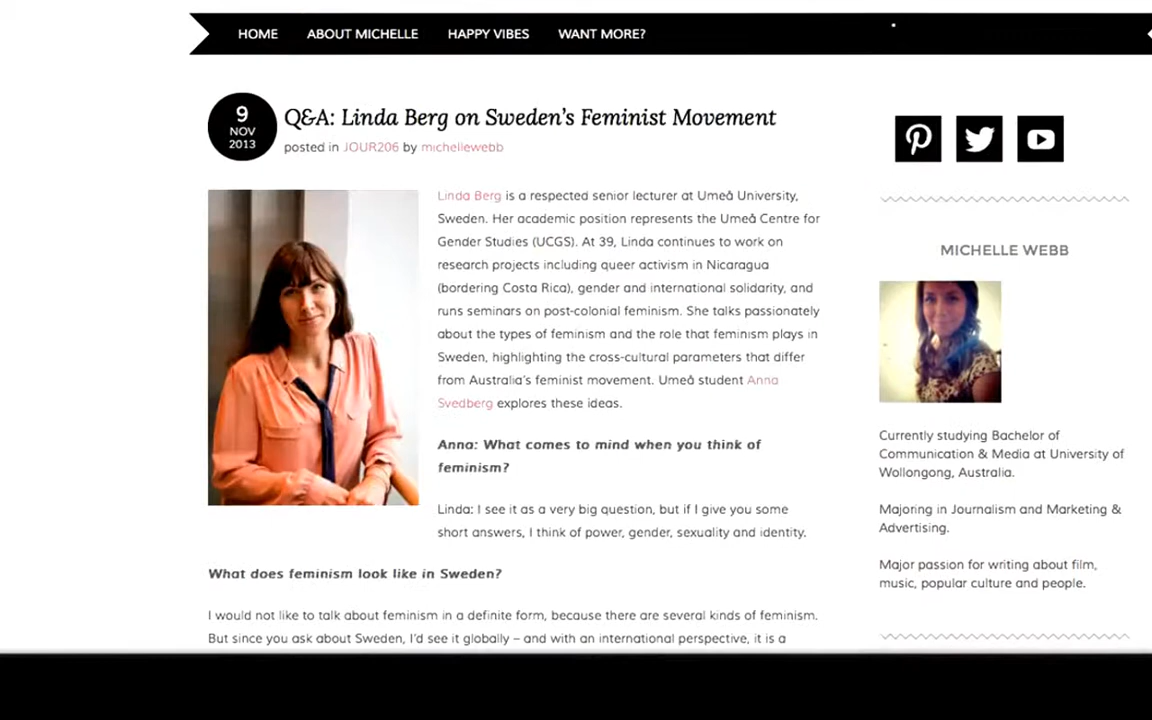 HOME ABOUT MICHELLE HAPPY VIBES WANT MORE?
9
NOV
2013
Q&A: Linda Berg on Sweden's Feminist Movement
posted in JOUR206 by michellewebb
Linda Berg is a respected senior lecturer at Umeå University,
Sweden. Her academic position represents the Umeå Centre for
Gender Studies (UCGS). At 39, Linda continues to work on
research projects including queer activism in Nicaragua
(bordering Costa Rica), gender and international solidarity, and
runs seminars on post-colonial feminism. She talks passionately
about the types of feminism and the role that feminism plays in
Sweden, highlighting the cross-cultural parameters that differ
from Australia's feminist movement. Umeå student Anna
Svedberg explores these ideas.
Anna: What comes to mind when you think of
feminism?
Linda: I see it as a very big question, but if I give you some
short answers, I think of power, gender, sexuality and identity.
What does feminism look like in Sweden?
I would not like to talk about feminism in a definite form, because there are several kinds of feminism.
But since you ask about Sweden, I'd see it globally – and with an international perspective, it is a
MICHELLE WEBB
Currently studying Bachelor of
Communication & Media at University of
Wollongong, Australia.
Majoring in Journalism and Marketing &
Advertising.
Major passion for writing about film,
music, popular culture and people.